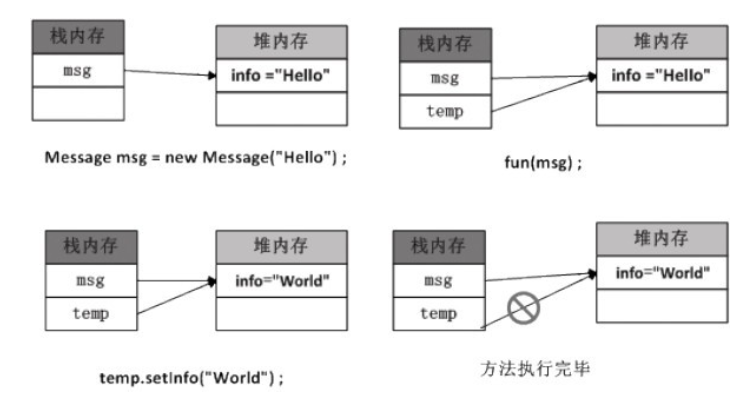 栈内存
堆内存
msg
info ="Hello"
Message msg = new Message("Hello") ;
栈内存
堆内存
msg
info ="Hello"
temp
fun(msg) ;
栈内存
堆内存
msg
info="World"
temp
temp.setInfo("World") ;
栈内存
堆内存
msg
info="World"
temp
方法执行完毕